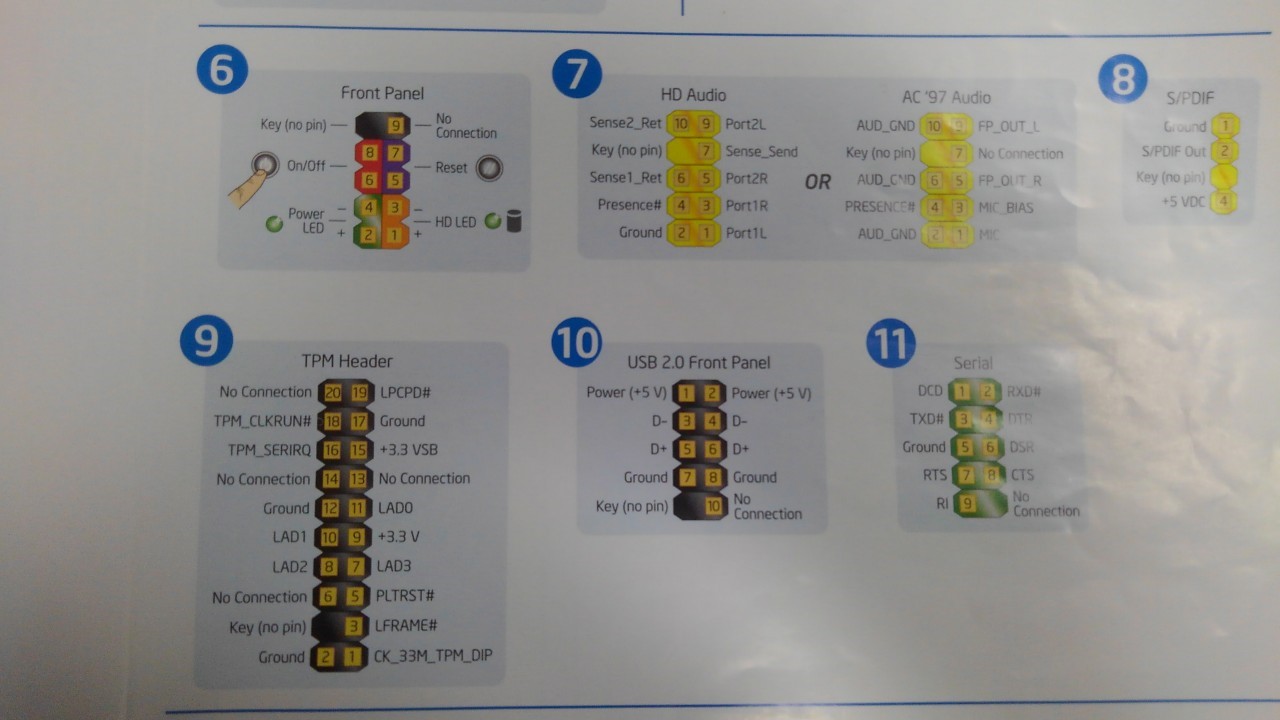 6
Front Panel
Key (no pin) 9 No Connection
On/Off 8 7 Reset
6 5
Power LED - 4 3 - HD LED
+ 2 1 +
7
HD Audio
Sense2_Ret 10 9 Port2L
Key (no pin) 7 Sense_Send
Sense1_Ret 6 5 Port2R
Presence# 4 3 Port1R
Ground 2 1 Port1L
OR
AC '97 Audio
AUD_GND 10 9 FP_OUT_L
Key (no pin) 7 No Connection
AUD_GND 6 5 FP_OUT_R
PRESENCE# 4 3 MIC_BIAS
AUD_GND 2 1 MIC
8
S/PDIF
Ground 1
S/PDIF Out 2
Key (no pin)
+5 VDC 4
9
TPM Header
No Connection 20 19 LPCPD#
TPM_CLKRUN# 18 17 Ground
TPM_SERIRQ 16 15 +3.3 VSB
No Connection 14 13 No Connection
Ground 12 11 LAD0
LAD1 10 9 +3.3 V
LAD2 8 7 LAD3
No Connection 6 5 PLTRST#
Key (no pin) 3 LFRAME#
Ground 2 1 CK_33M_TPM_DIP
10
USB 2.0 Front Panel
Power (+5 V) 1 2 Power (+5 V)
D- 3 4 D-
D+ 5 6 D+
Ground 7 8 Ground
Key (no pin) 10 No Connection
11
Serial
DCD 1 2 RXD#
TXD# 3 4 DTR
Ground 5 6 DSR
RTS 7 8 CTS
RI 9 No Connection